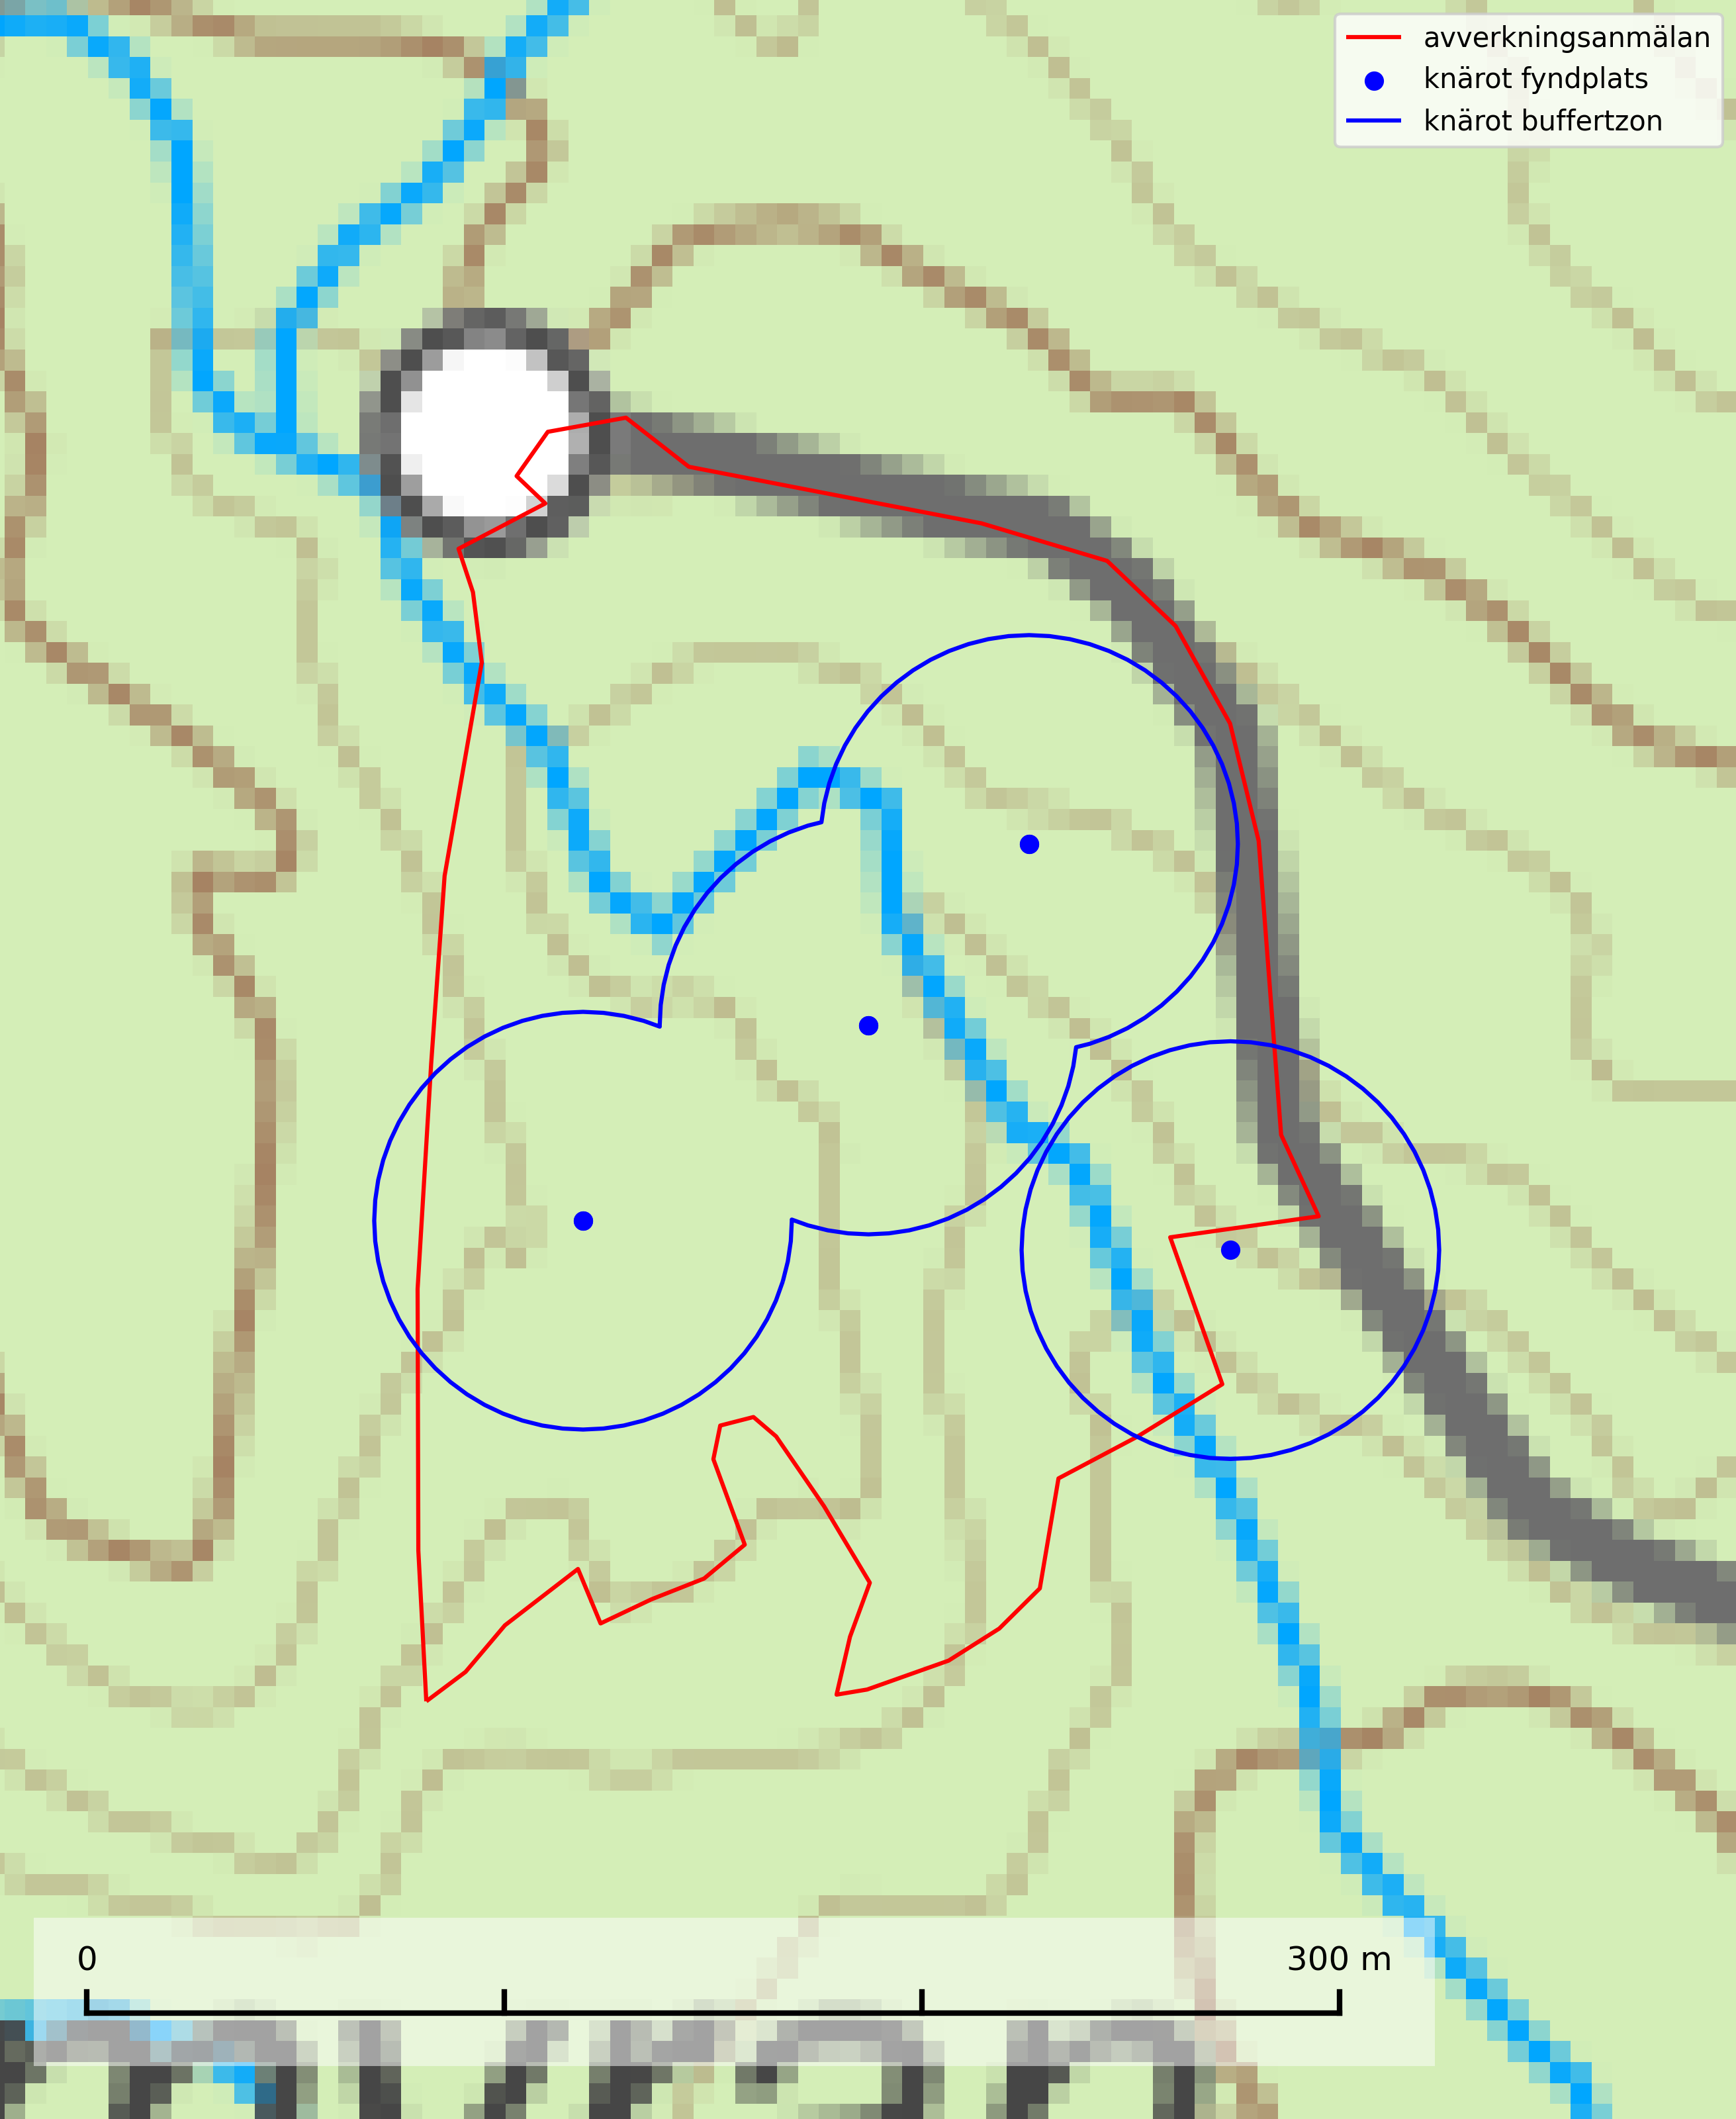 avverkningsanmälan
knärot fyndplats
knärot buffertzon
0
300 m